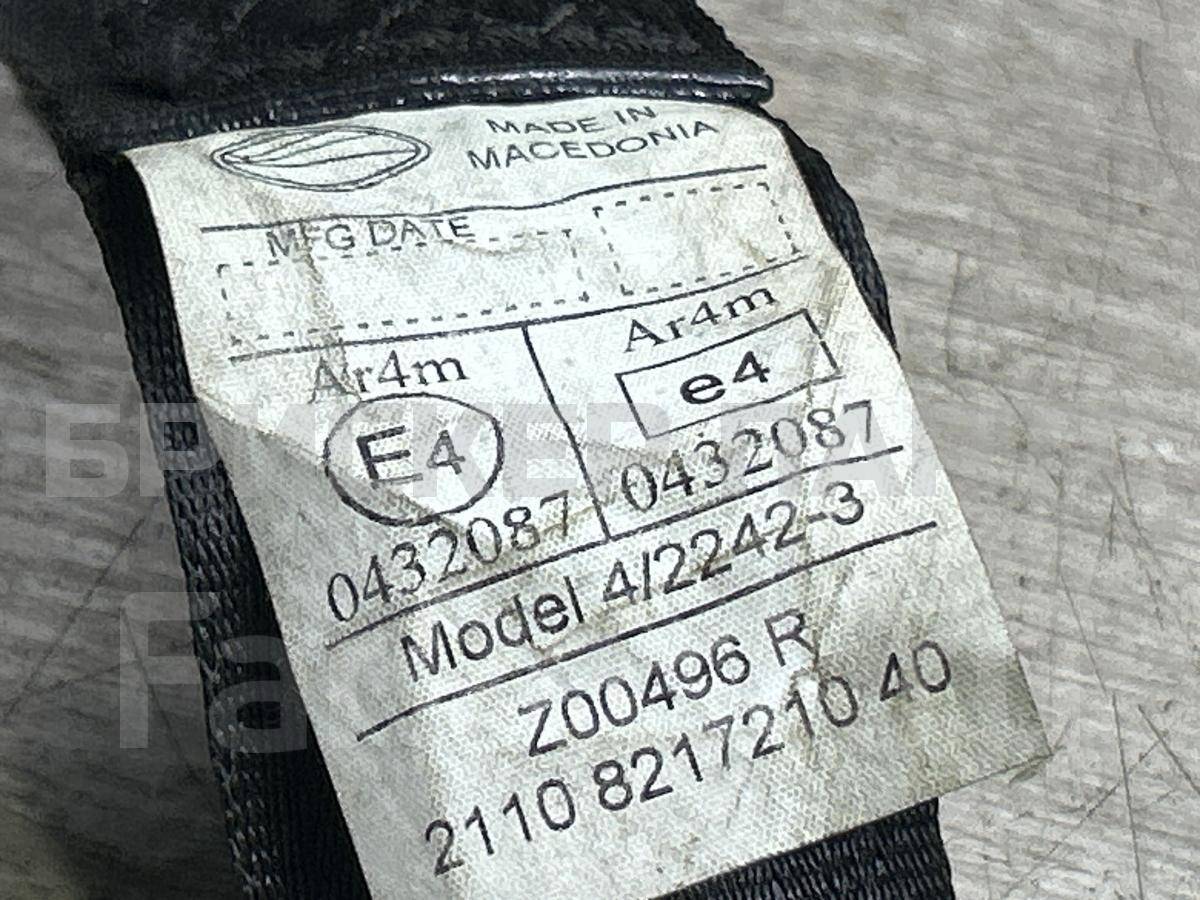 MADE IN
MACEDONIA
MFG DATE
Ar4m
E4
0432087
Ar4m
e4
0432087
Model 4/2242-3
Z00496 R
2110 8217210 40